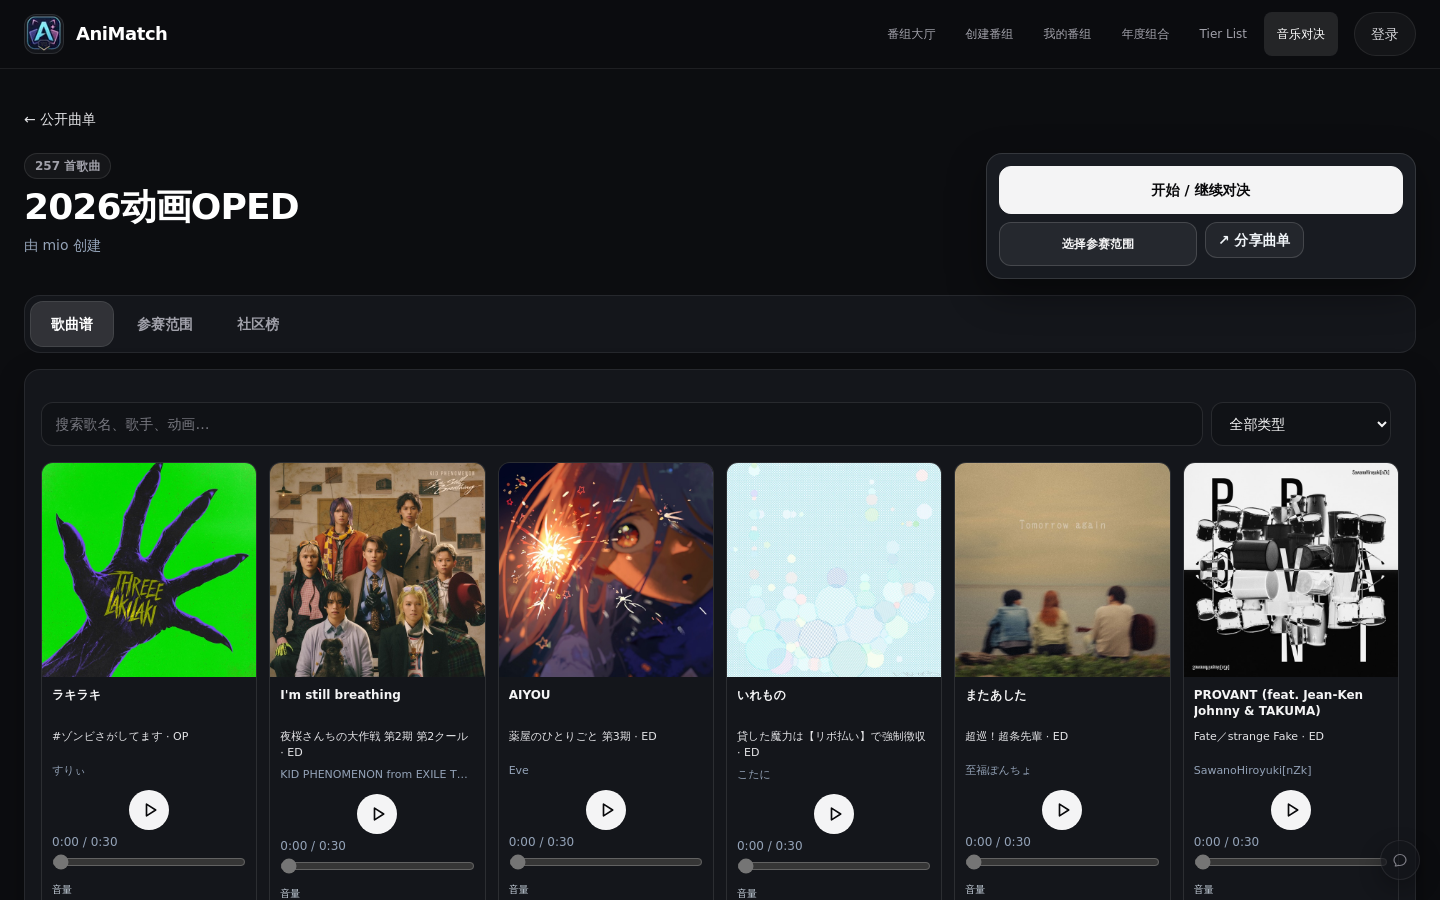 AniMatch
番组大厅
创建番组
我的番组
年度组合
Tier List
音乐对决
登录
← 公开曲单
257 首歌曲
2026动画OPED
由 mio 创建
开始 / 继续对决
选择参赛范围
↗ 分享曲单
歌曲谱
参赛范围
社区榜
搜索歌名、歌手、动画…
全部类型
THREEE
LAKILAKI
KID PHENOMENON
I'm still breathing
Tomorrow again
SawanoHiroyuki[nZk]
ラキラキ
#ゾンビさがしてます · OP
すりぃ
0:00 / 0:30
音量
I'm still breathing
夜桜さんちの大作戦 第2期 第2クール
· ED
KID PHENOMENON from EXILE T…
0:00 / 0:30
音量
AIYOU
薬屋のひとりごと 第3期 · ED
Eve
0:00 / 0:30
音量
いれもの
貸した魔力は【リボ払い】で強制徴収
· ED
こたに
0:00 / 0:30
音量
またあした
超巡！超条先輩 · ED
至福ぽんちょ
0:00 / 0:30
音量
PROVANT (feat. Jean-Ken
Johnny & TAKUMA)
Fate／strange Fake · ED
SawanoHiroyuki[nZk]
0:00 / 0:30
音量